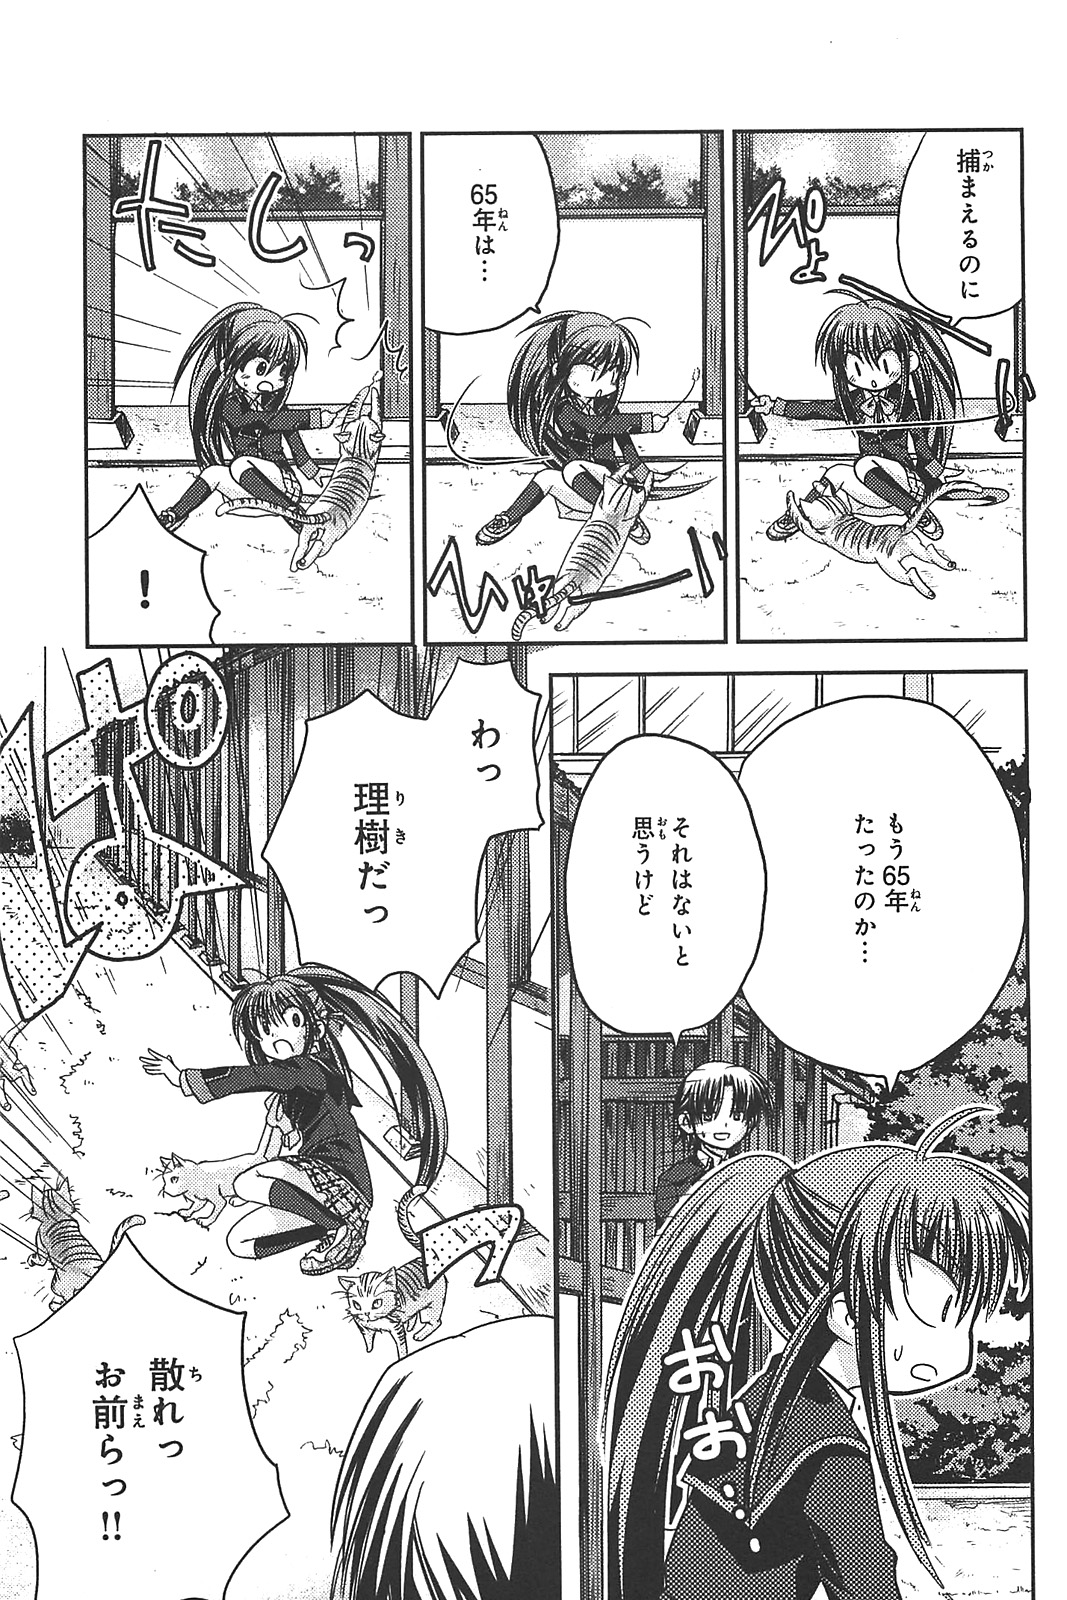 捕まえるのに
ピょ
65年は…
ひゅーっ
たしっ
!
もう65年
たったのか…
それはないと
思うけど
おお…
わっ
理樹だっ
散れっ
お前らっ!!